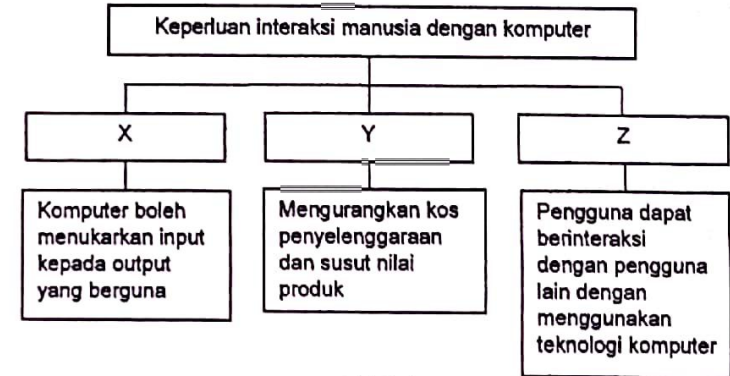 Keperluan interaksi manusia dengan komputer
X
Y
Z
Komputer boleh
menukarkan input
kepada output
yang berguna
Mengurangkan kos
penyelenggaraan
dan susut nilai
produk
Pengguna dapat
berinteraksi
dengan pengguna
lain dengan
menggunakan
teknologi komputer